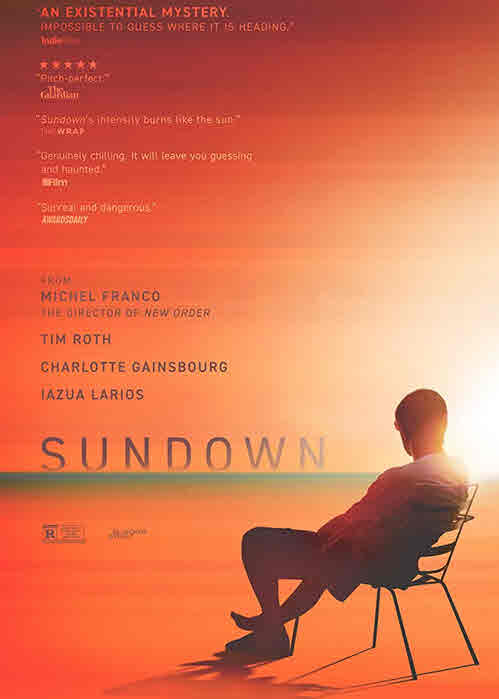 AN EXISTENTIAL MYSTERY.
IMPOSSIBLE TO GUESS WHERE IT IS HEADING."
★★★★★
"Pitch-perfect."
The
Guardian
"Sundown's intensity burns like the sun."
THE WRAP
"Genuinely chilling, it will leave you guessing
and haunted."
/Film
"Surreal and dangerous."
AWARDSDAILY
FROM
MICHEL FRANCO
THE DIRECTOR OF NEW ORDER
TIM ROTH
CHARLOTTE GAINSBOURG
IAZUA LARIOS
SUNDOWN
R